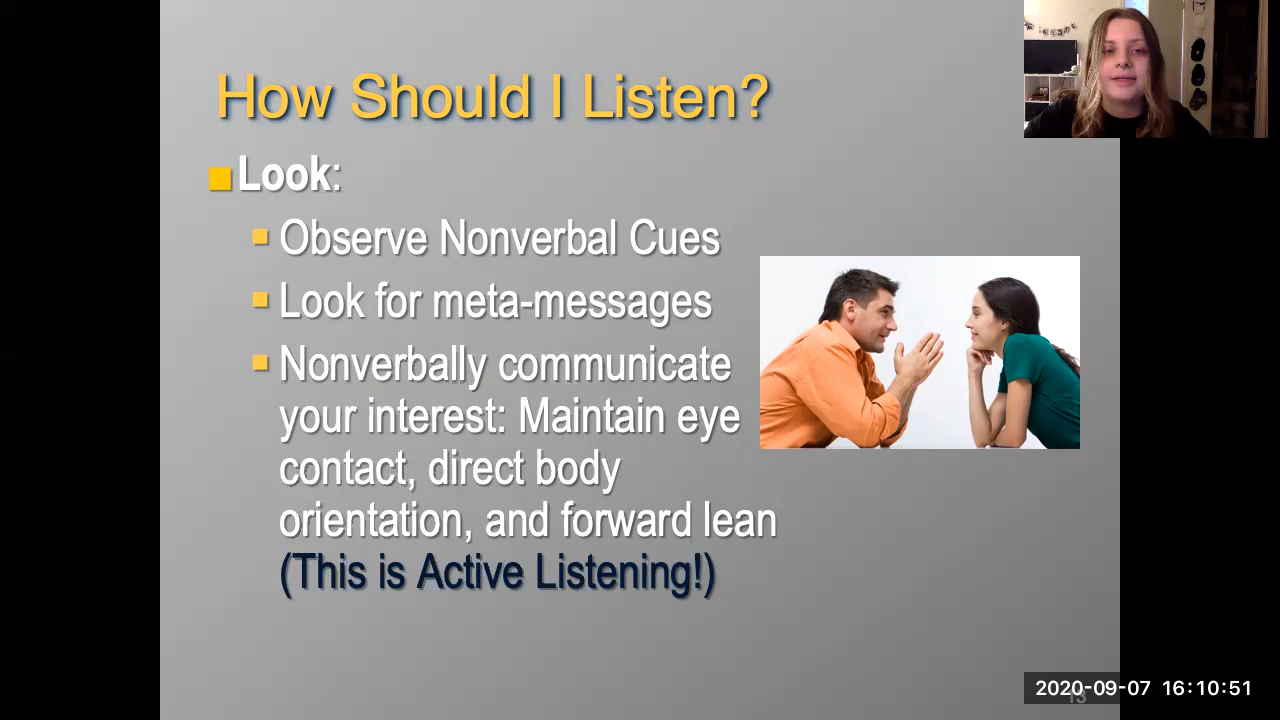 How Should I Listen?
Look:
Observe Nonverbal Cues
Look for meta-messages
Nonverbally communicate
your interest: Maintain eye
contact, direct body
orientation, and forward lean
(This is Active Listening!)
2020-09-07 16:10:51
13